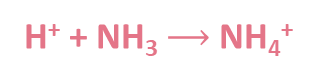 H⁺ + NH₃ ⟶ NH₄⁺